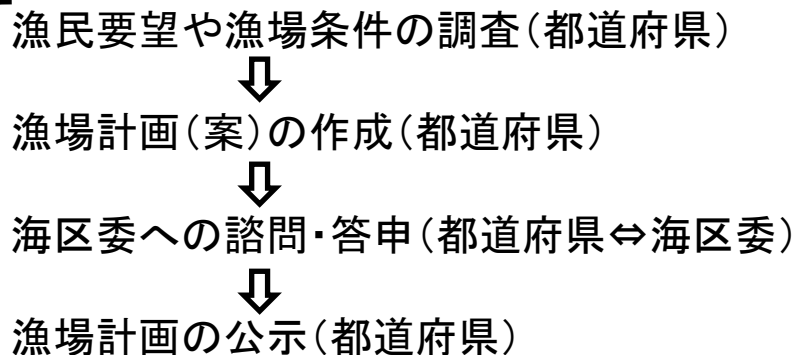 漁民要望や漁場条件の調査（都道府県）
⇩
漁場計画（案）の作成（都道府県）
⇩
海区委への諮問・答申（都道府県⇔海区委）
⇩
漁場計画の公示（都道府県）